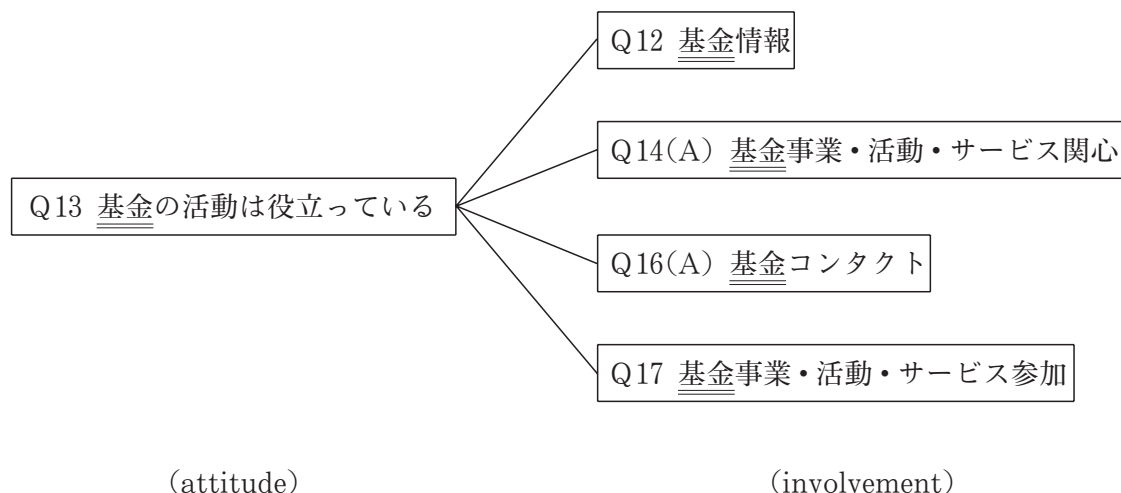 Q12 基金情報
Q14(A) 基金事業・活動・サービス関心
Q13 基金の活動は役立っている
Q16(A) 基金コンタクト
Q17 基金事業・活動・サービス参加
(attitude)
(involvement)